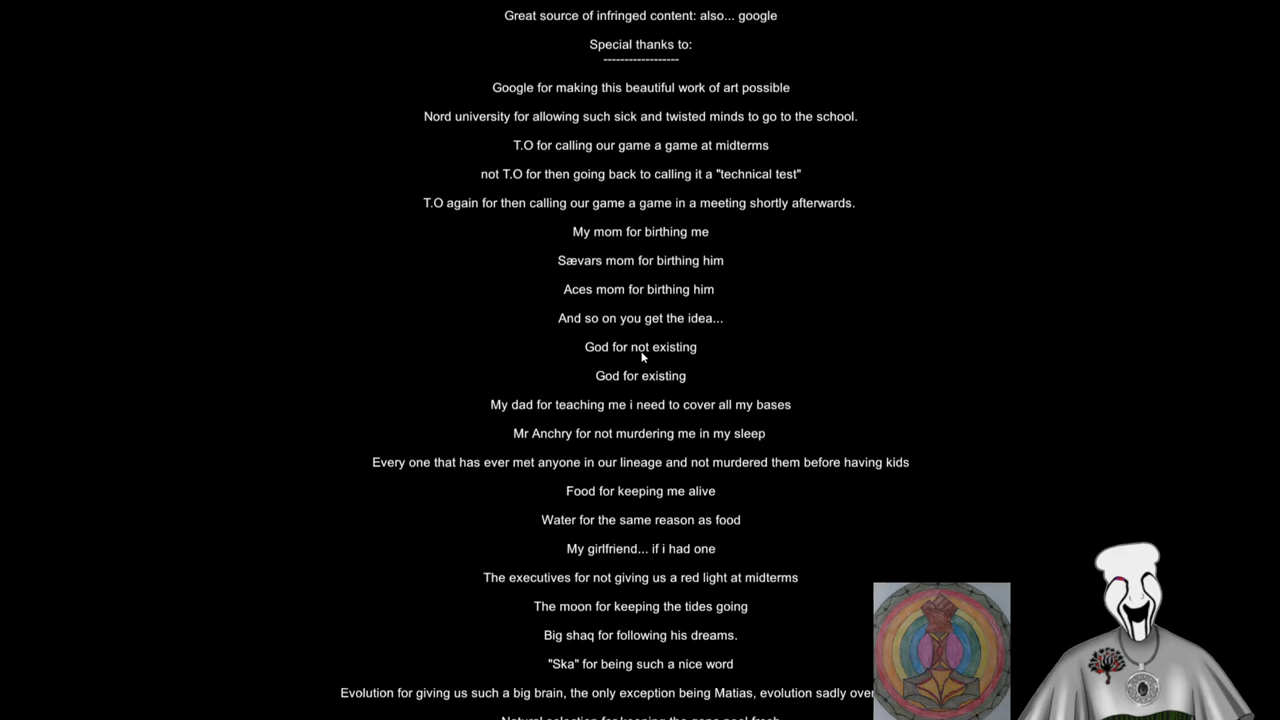 Great source of infringed content: also... google
Special thanks to:
------------------
Google for making this beautiful work of art possible
Nord university for allowing such sick and twisted minds to go to the school.
T.O for calling our game a game at midterms
not T.O for then going back to calling it a "technical test"
T.O again for then calling our game a game in a meeting shortly afterwards.
My mom for birthing me
Sævars mom for birthing him
Aces mom for birthing him
And so on you get the idea...
God for not existing
God for existing
My dad for teaching me i need to cover all my bases
Mr Anchry for not murdering me in my sleep
Every one that has ever met anyone in our lineage and not murdered them before having kids
Food for keeping me alive
Water for the same reason as food
My girlfriend... if i had one
The executives for not giving us a red light at midterms
The moon for keeping the tides going
Big shaq for following his dreams.
"Ska" for being such a nice word
Evolution for giving us such a big brain, the only exception being Matias, evolution sadly over
Natural selection for keeping the gene pool fresh